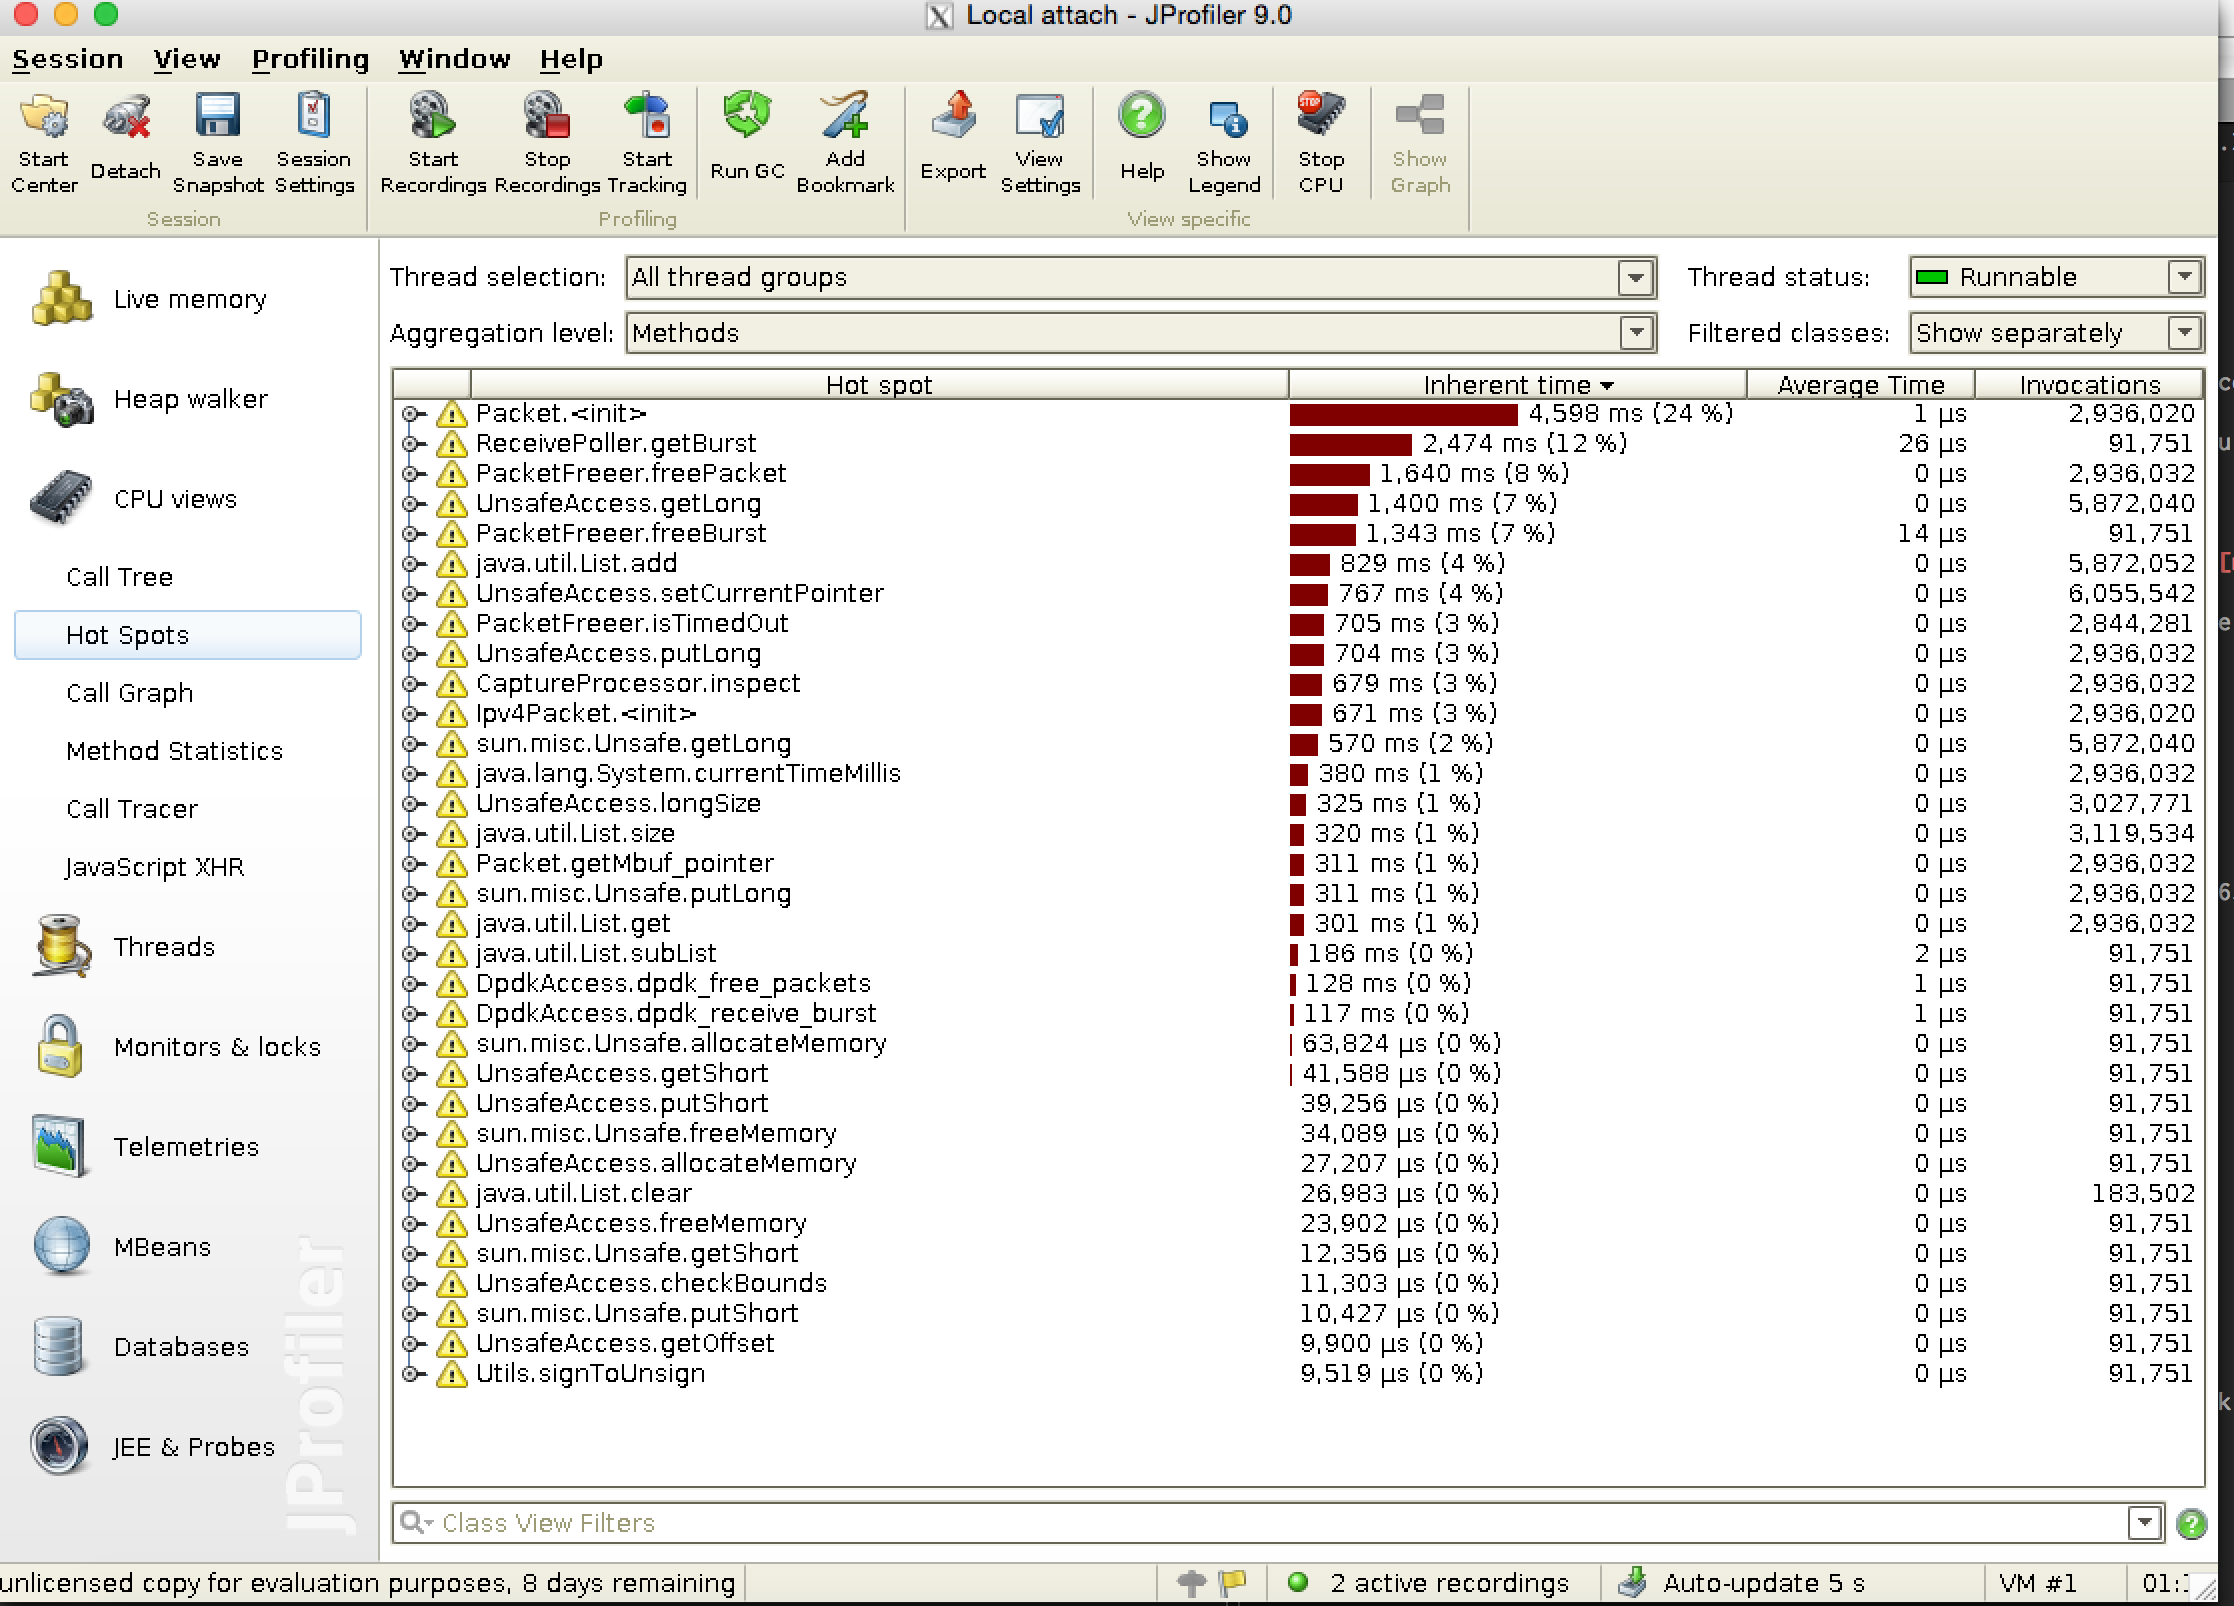 Local attach - JProfiler 9.0
Session View Profiling Window Help
Start Center Detach Save Snapshot Session Settings Start Recordings Stop Recordings Start Tracking Run GC Add Bookmark Export View Settings Help Show Legend Stop CPU Show Graph
Session Profiling View specific
Live memory
Heap walker
CPU views
Call Tree
Hot Spots
Call Graph
Method Statistics
Call Tracer
JavaScript XHR
Threads
Monitors & locks
Telemetries
MBeans
Databases
JEE & Probes
JProfiler
Thread selection: All thread groups Thread status: Runnable
Aggregation level: Methods Filtered classes: Show separately
Hot spot Inherent time Average Time Invocations
Packet.<init> 4,598 ms (24 %) 1 µs 2,936,020
ReceivePoller.getBurst 2,474 ms (12 %) 26 µs 91,751
PacketFreeer.freePacket 1,640 ms (8 %) 0 µs 2,936,032
UnsafeAccess.getLong 1,400 ms (7 %) 0 µs 5,872,040
PacketFreeer.freeBurst 1,343 ms (7 %) 14 µs 91,751
java.util.List.add 829 ms (4 %) 0 µs 5,872,052
UnsafeAccess.setCurrentPointer 767 ms (4 %) 0 µs 6,055,542
PacketFreeer.isTimedOut 705 ms (3 %) 0 µs 2,844,281
UnsafeAccess.putLong 704 ms (3 %) 0 µs 2,936,032
CaptureProcessor.inspect 679 ms (3 %) 0 µs 2,936,032
Ipv4Packet.<init> 671 ms (3 %) 0 µs 2,936,020
sun.misc.Unsafe.getLong 570 ms (2 %) 0 µs 5,872,040
java.lang.System.currentTimeMillis 380 ms (1 %) 0 µs 2,936,032
UnsafeAccess.longSize 325 ms (1 %) 0 µs 3,027,771
java.util.List.size 320 ms (1 %) 0 µs 3,119,534
Packet.getMbuf_pointer 311 ms (1 %) 0 µs 2,936,032
sun.misc.Unsafe.putLong 311 ms (1 %) 0 µs 2,936,032
java.util.List.get 301 ms (1 %) 0 µs 2,936,032
java.util.List.subList 186 ms (0 %) 2 µs 91,751
DpdkAccess.dpdk_free_packets 128 ms (0 %) 1 µs 91,751
DpdkAccess.dpdk_receive_burst 117 ms (0 %) 1 µs 91,751
sun.misc.Unsafe.allocateMemory 63,824 µs (0 %) 0 µs 91,751
UnsafeAccess.getShort 41,588 µs (0 %) 0 µs 91,751
UnsafeAccess.putShort 39,256 µs (0 %) 0 µs 91,751
sun.misc.Unsafe.freeMemory 34,089 µs (0 %) 0 µs 91,751
UnsafeAccess.allocateMemory 27,207 µs (0 %) 0 µs 91,751
java.util.List.clear 26,983 µs (0 %) 0 µs 183,502
UnsafeAccess.freeMemory 23,902 µs (0 %) 0 µs 91,751
sun.misc.Unsafe.getShort 12,356 µs (0 %) 0 µs 91,751
UnsafeAccess.checkBounds 11,303 µs (0 %) 0 µs 91,751
sun.misc.Unsafe.putShort 10,427 µs (0 %) 0 µs 91,751
UnsafeAccess.getOffset 9,900 µs (0 %) 0 µs 91,751
Utils.signToUnsign 9,519 µs (0 %) 0 µs 91,751
Class View Filters
unlicensed copy for evaluation purposes, 8 days remaining 2 active recordings Auto-update 5 s VM #1